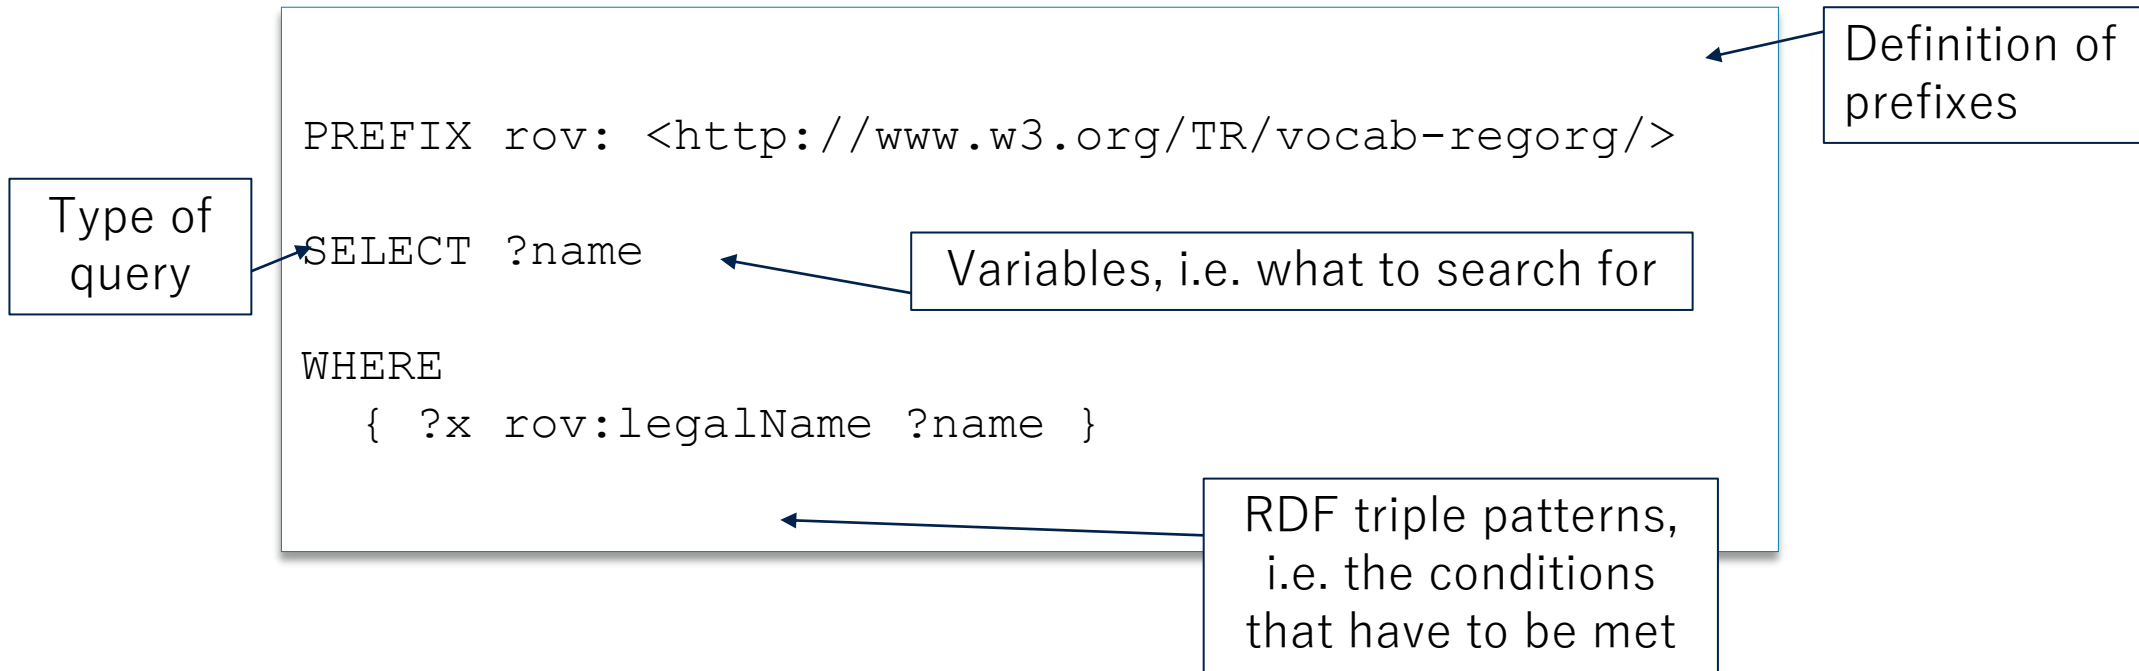 Definition of
prefixes
PREFIX rov: <http://www.w3.org/TR/vocab-regorg/>
Type of
query
SELECT ?name
Variables, i.e. what to search for
WHERE
{ ?x rov:legalName ?name }
RDF triple patterns,
i.e. the conditions
that have to be met